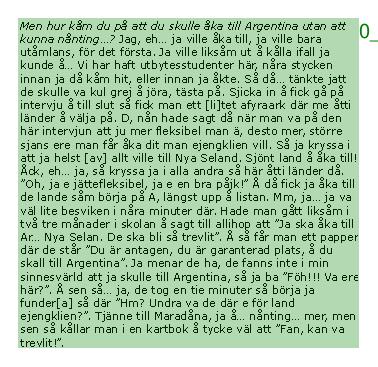 Men hur kåm du på att du skulle åka till Argentina utan att
kunna nånting...? Jag, eh... ja ville åka till, ja ville bara
utåmlans, för det första. Ja ville liksåm ut å kålla ifall ja
kunde å... Vi har haft utbytesstudenter här, nåra stycken
innan ja då kåm hit, eller innan ja åkte. Så då... tänkte jatt
de skulle va kul grej å jöra, tästa på. Sjicka in å fick gå på
intervju å till slut så fick man ett [li]tet afyraark där me åtti
länder å välja på. D, nån hade sagt då når man va på den
här intervjun att ju mer fleksibel man ä, desto mer, större
sjans ere man får åka dit man ejengklien vill. Så ja kryssa i
att ja helst [av] allt ville till Nya Seland. Sjönt land å åka till!
Äck, eh... ja, så kryssa ja i alla andra så här åtti länder då.
"Oh, ja e jättefleksibel, ja e en bra påjk!" Å då fick ja åka till
de lande såm börja på A, längst upp å listan. Mm, ja... ja va
väl lite besviken i nåra minuter där. Hade man gått liksåm i
två tre månader i skolan å sagt till allihop att "Ja ska åka till
Ar... Nya Selan. De ska bli så trevlit". Å så får man ett papper
där de står "Du är antagen, du är garanterad plats, å du
skall till Argentina". Ja menar de ha, de fanns inte i min
sinnesvärld att ja skulle till Argentina, så ja ba "Föh!!! Va ere
här?". Å sen så... ja, de tog en tie minuter så börja ja
funder[a] så där "Hm? Undra va de där e för land
ejengklien?". Tjänne till Maradåna, ja å... nånting... mer, men
sen så kållar man i en kartbok å tycke väl att "Fan, kan va
trevlit!".